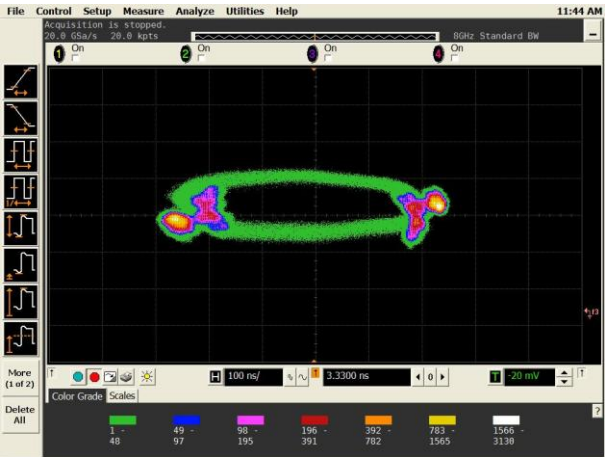 File Control Setup Measure Analyze Utilities Help 11:44 AM
Acquisition is stopped.
20.0 GSa/s 20.0 kpts 8GHz Standard BW
1 On 2 On 3 On 4 On
1/
More
(1 of 2)
Delete
All
H 100 ns/ 3.3300 ns 0 T -20 mV
Color Grade Scales
?
1 - 49 - 98 - 196 - 392 - 783 - 1566 -
48 97 195 391 782 1565 3130